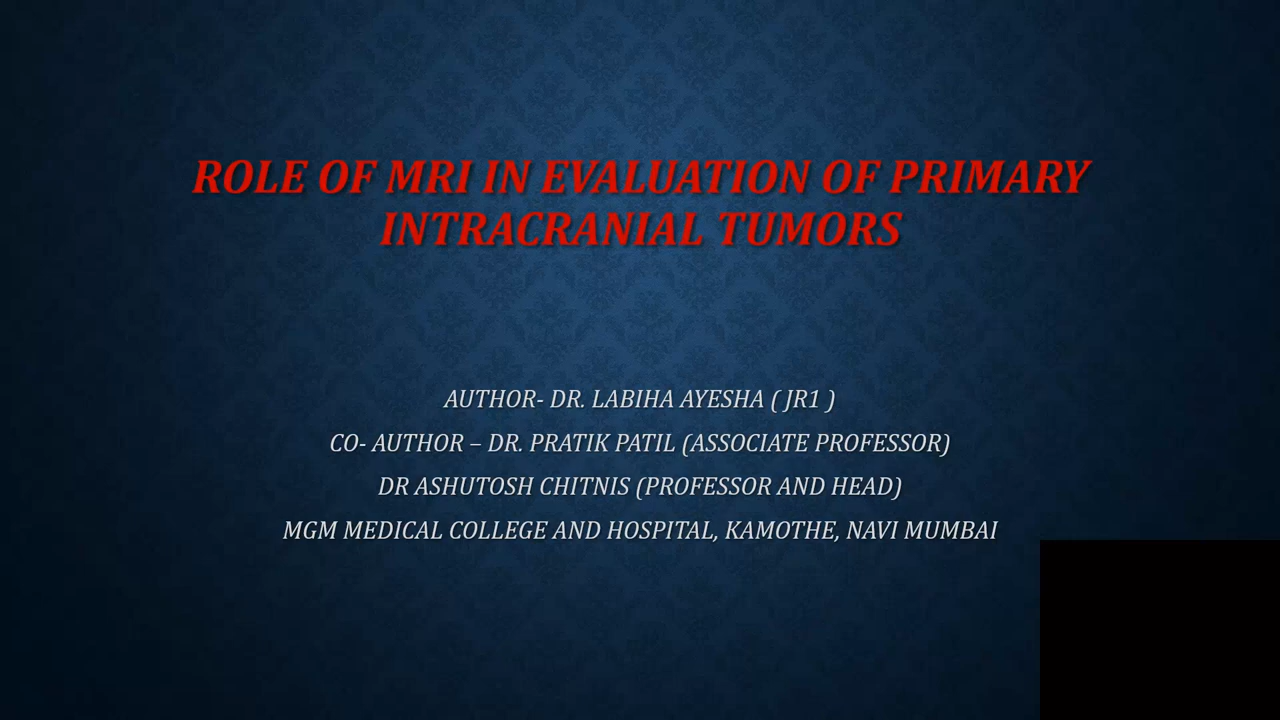 ROLE OF MRI IN EVALUATION OF PRIMARY
INTRACRANIAL TUMORS
AUTHOR- DR. LABIHA AYESHA ( JR1 )
CO- AUTHOR – DR. PRATIK PATIL (ASSOCIATE PROFESSOR)
DR ASHUTOSH CHITNIS (PROFESSOR AND HEAD)
MGM MEDICAL COLLEGE AND HOSPITAL, KAMOTHE, NAVI MUMBAI